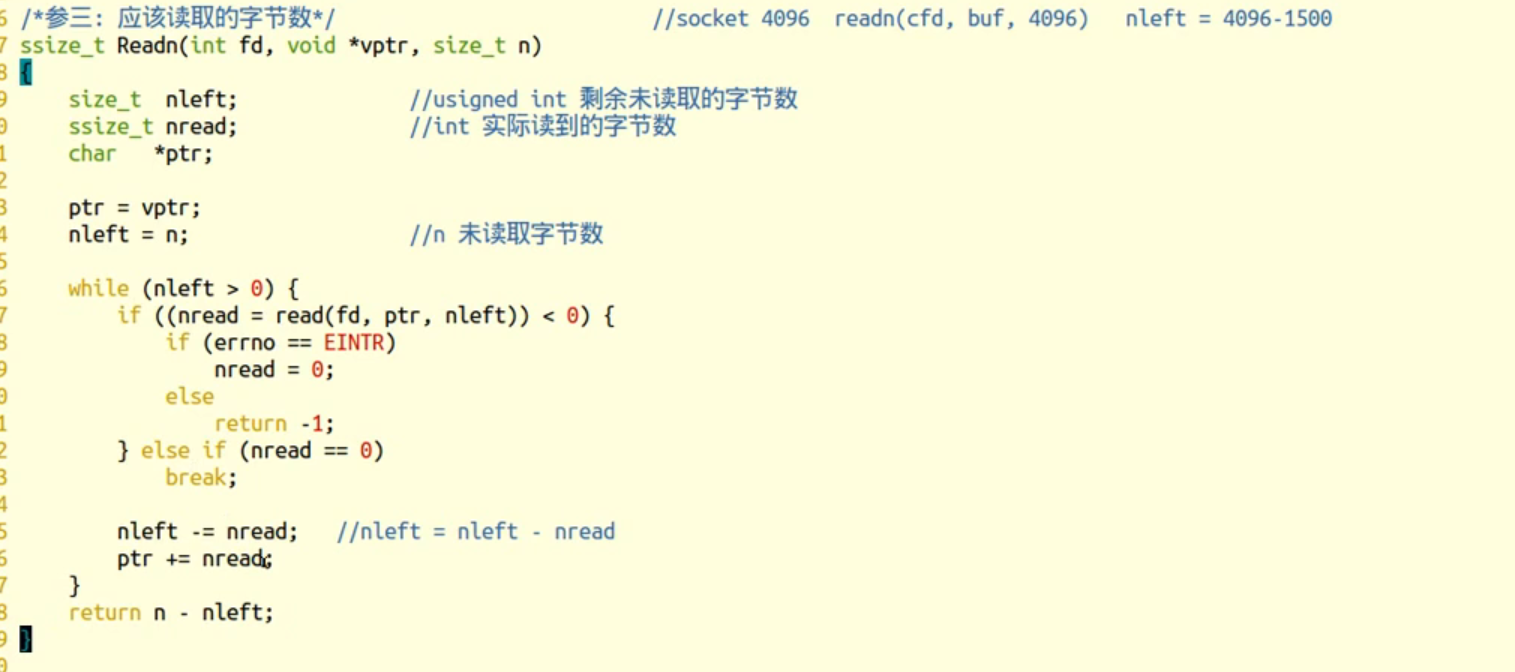 6 /*参三: 应该读取的字节数*/ //socket 4096 readn(cfd, buf, 4096) nleft = 4096-1500
7 ssize_t Readn(int fd, void *vptr, size_t n)
8 {
9 size_t nleft; //usigned int 剩余未读取的字节数
0 ssize_t nread; //int 实际读到的字节数
1 char *ptr;
2
3 ptr = vptr;
4 nleft = n; //n 未读取字节数
5
6 while (nleft > 0) {
7 if ((nread = read(fd, ptr, nleft)) < 0) {
8 if (errno == EINTR)
9 nread = 0;
0 else
1 return -1;
2 } else if (nread == 0)
3 break;
4
5 nleft -= nread; //nleft = nleft - nread
6 ptr += nread;
7 }
8 return n - nleft;
9 }
0